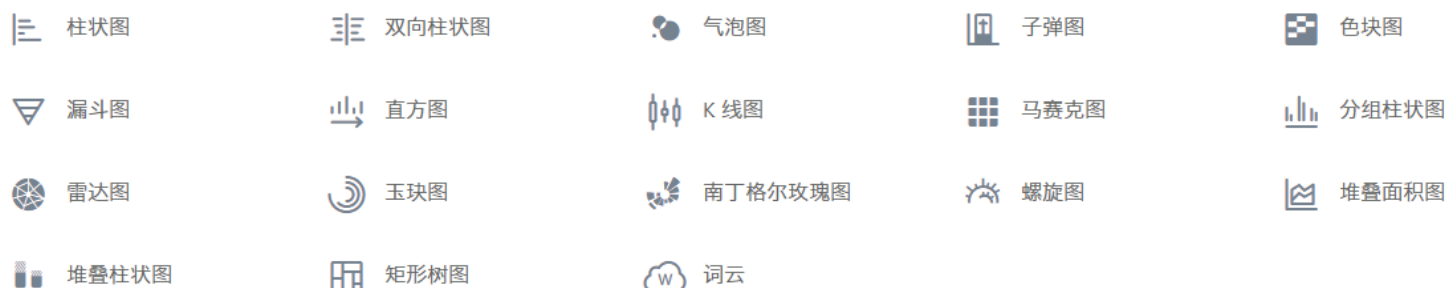 柱状图 双向柱状图 气泡图 子弹图 色块图
漏斗图 直方图 K 线图 马赛克图 分组柱状图
雷达图 玉玦图 南丁格尔玫瑰图 螺旋图 堆叠面积图
堆叠柱状图 矩形树图 W 词云